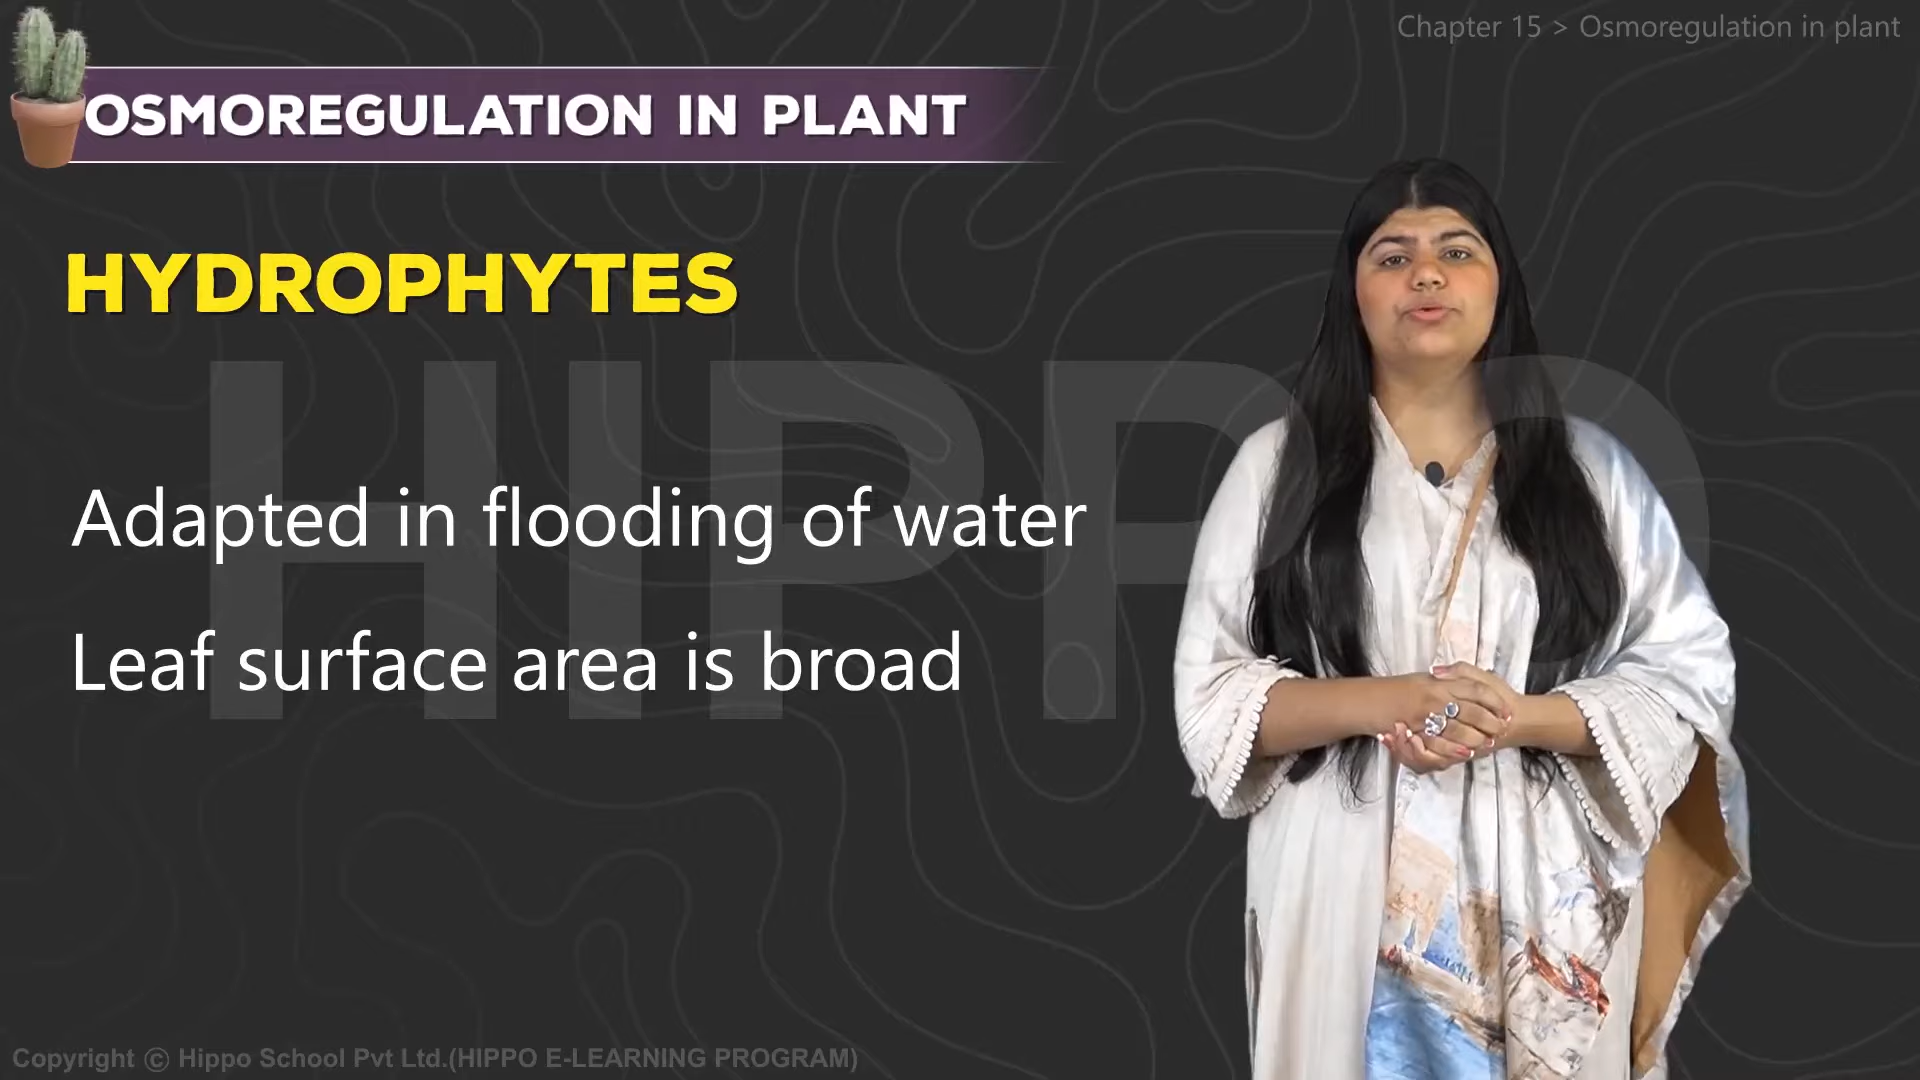 Chapter 15 > Osmoregulation in plant
OSMOREGULATION IN PLANT
HYDROPHYTES
HIPPO
Adapted in flooding of water
Leaf surface area is broad
Copyright © Hippo School Pvt Ltd.(HIPPO E-LEARNING PROGRAM)